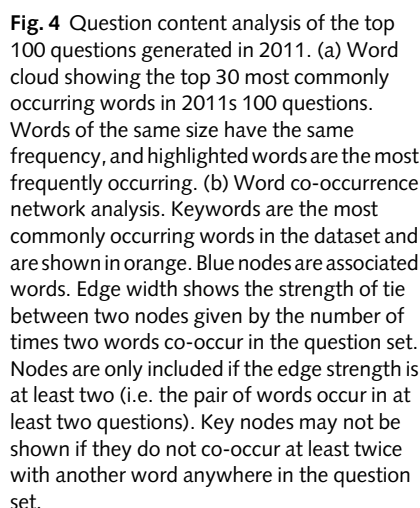 Fig. 4 Question content analysis of the top
100 questions generated in 2011. (a) Word
cloud showing the top 30 most commonly
occurring words in 2011s 100 questions.
Words of the same size have the same
frequency, and highlighted words are the most
frequently occurring. (b) Word co-occurrence
network analysis. Keywords are the most
commonly occurring words in the dataset and
are shown in orange. Blue nodes are associated
words. Edge width shows the strength of tie
between two nodes given by the number of
times two words co-occur in the question set.
Nodes are only included if the edge strength is
at least two (i.e. the pair of words occur in at
least two questions). Key nodes may not be
shown if they do not co-occur at least twice
with another word anywhere in the question
set.